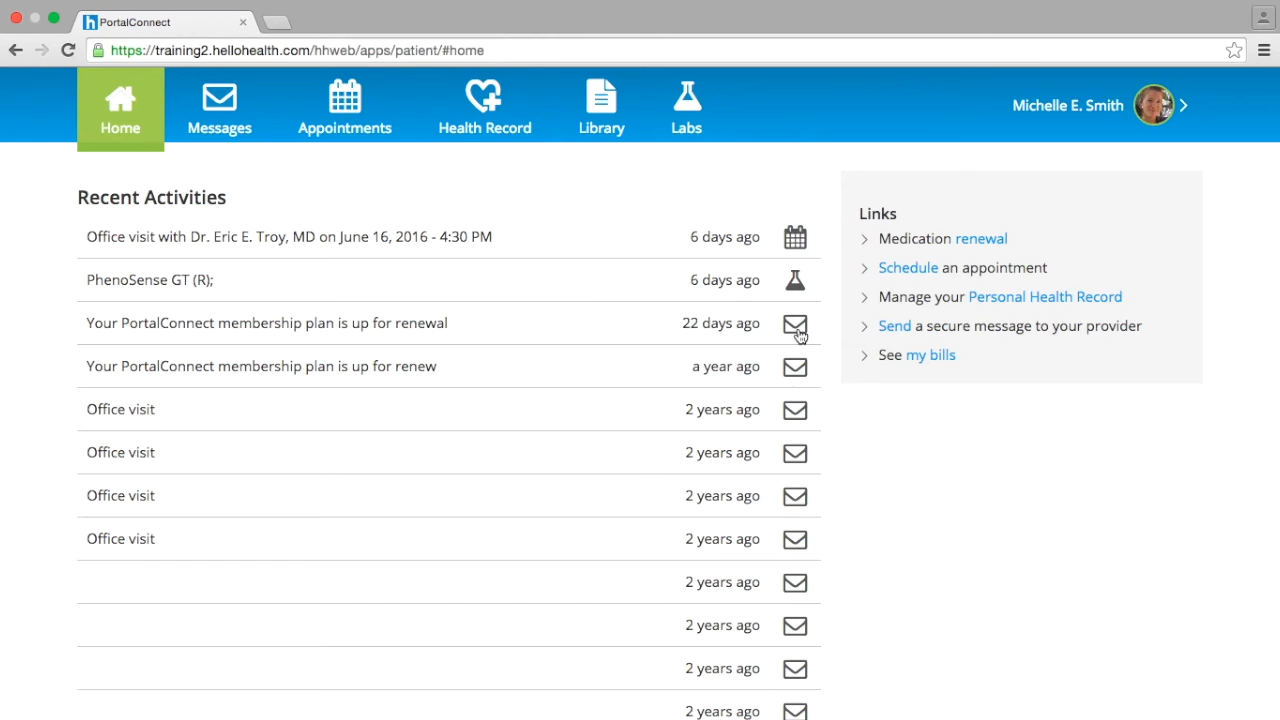 PortalConnect
https://training2.hellohealth.com/hhweb/apps/patient/#home
Home
Messages
Appointments
Health Record
Library
Labs
Michelle E. Smith
Recent Activities
Office visit with Dr. Eric E. Troy, MD on June 16, 2016 - 4:30 PM 6 days ago
PhenoSense GT (R); 6 days ago
Your PortalConnect membership plan is up for renewal 22 days ago
Your PortalConnect membership plan is up for renew a year ago
Office visit 2 years ago
Office visit 2 years ago
Office visit 2 years ago
Office visit 2 years ago
2 years ago
2 years ago
2 years ago
2 years ago
Links
Medication renewal
Schedule an appointment
Manage your Personal Health Record
Send a secure message to your provider
See my bills